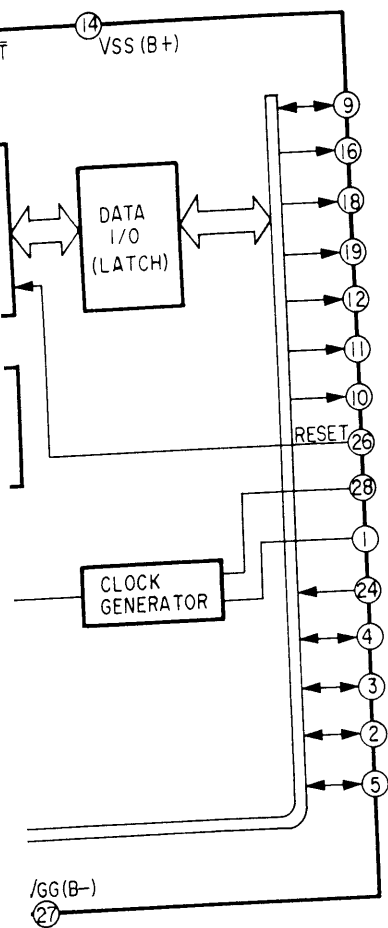 14
T
VSS (B+)
9
16
18
DATA
I/O
(LATCH)
19
12
11
10
RESET
26
28
1
CLOCK
GENERATOR
24
4
3
2
5
/GG (B-)
27